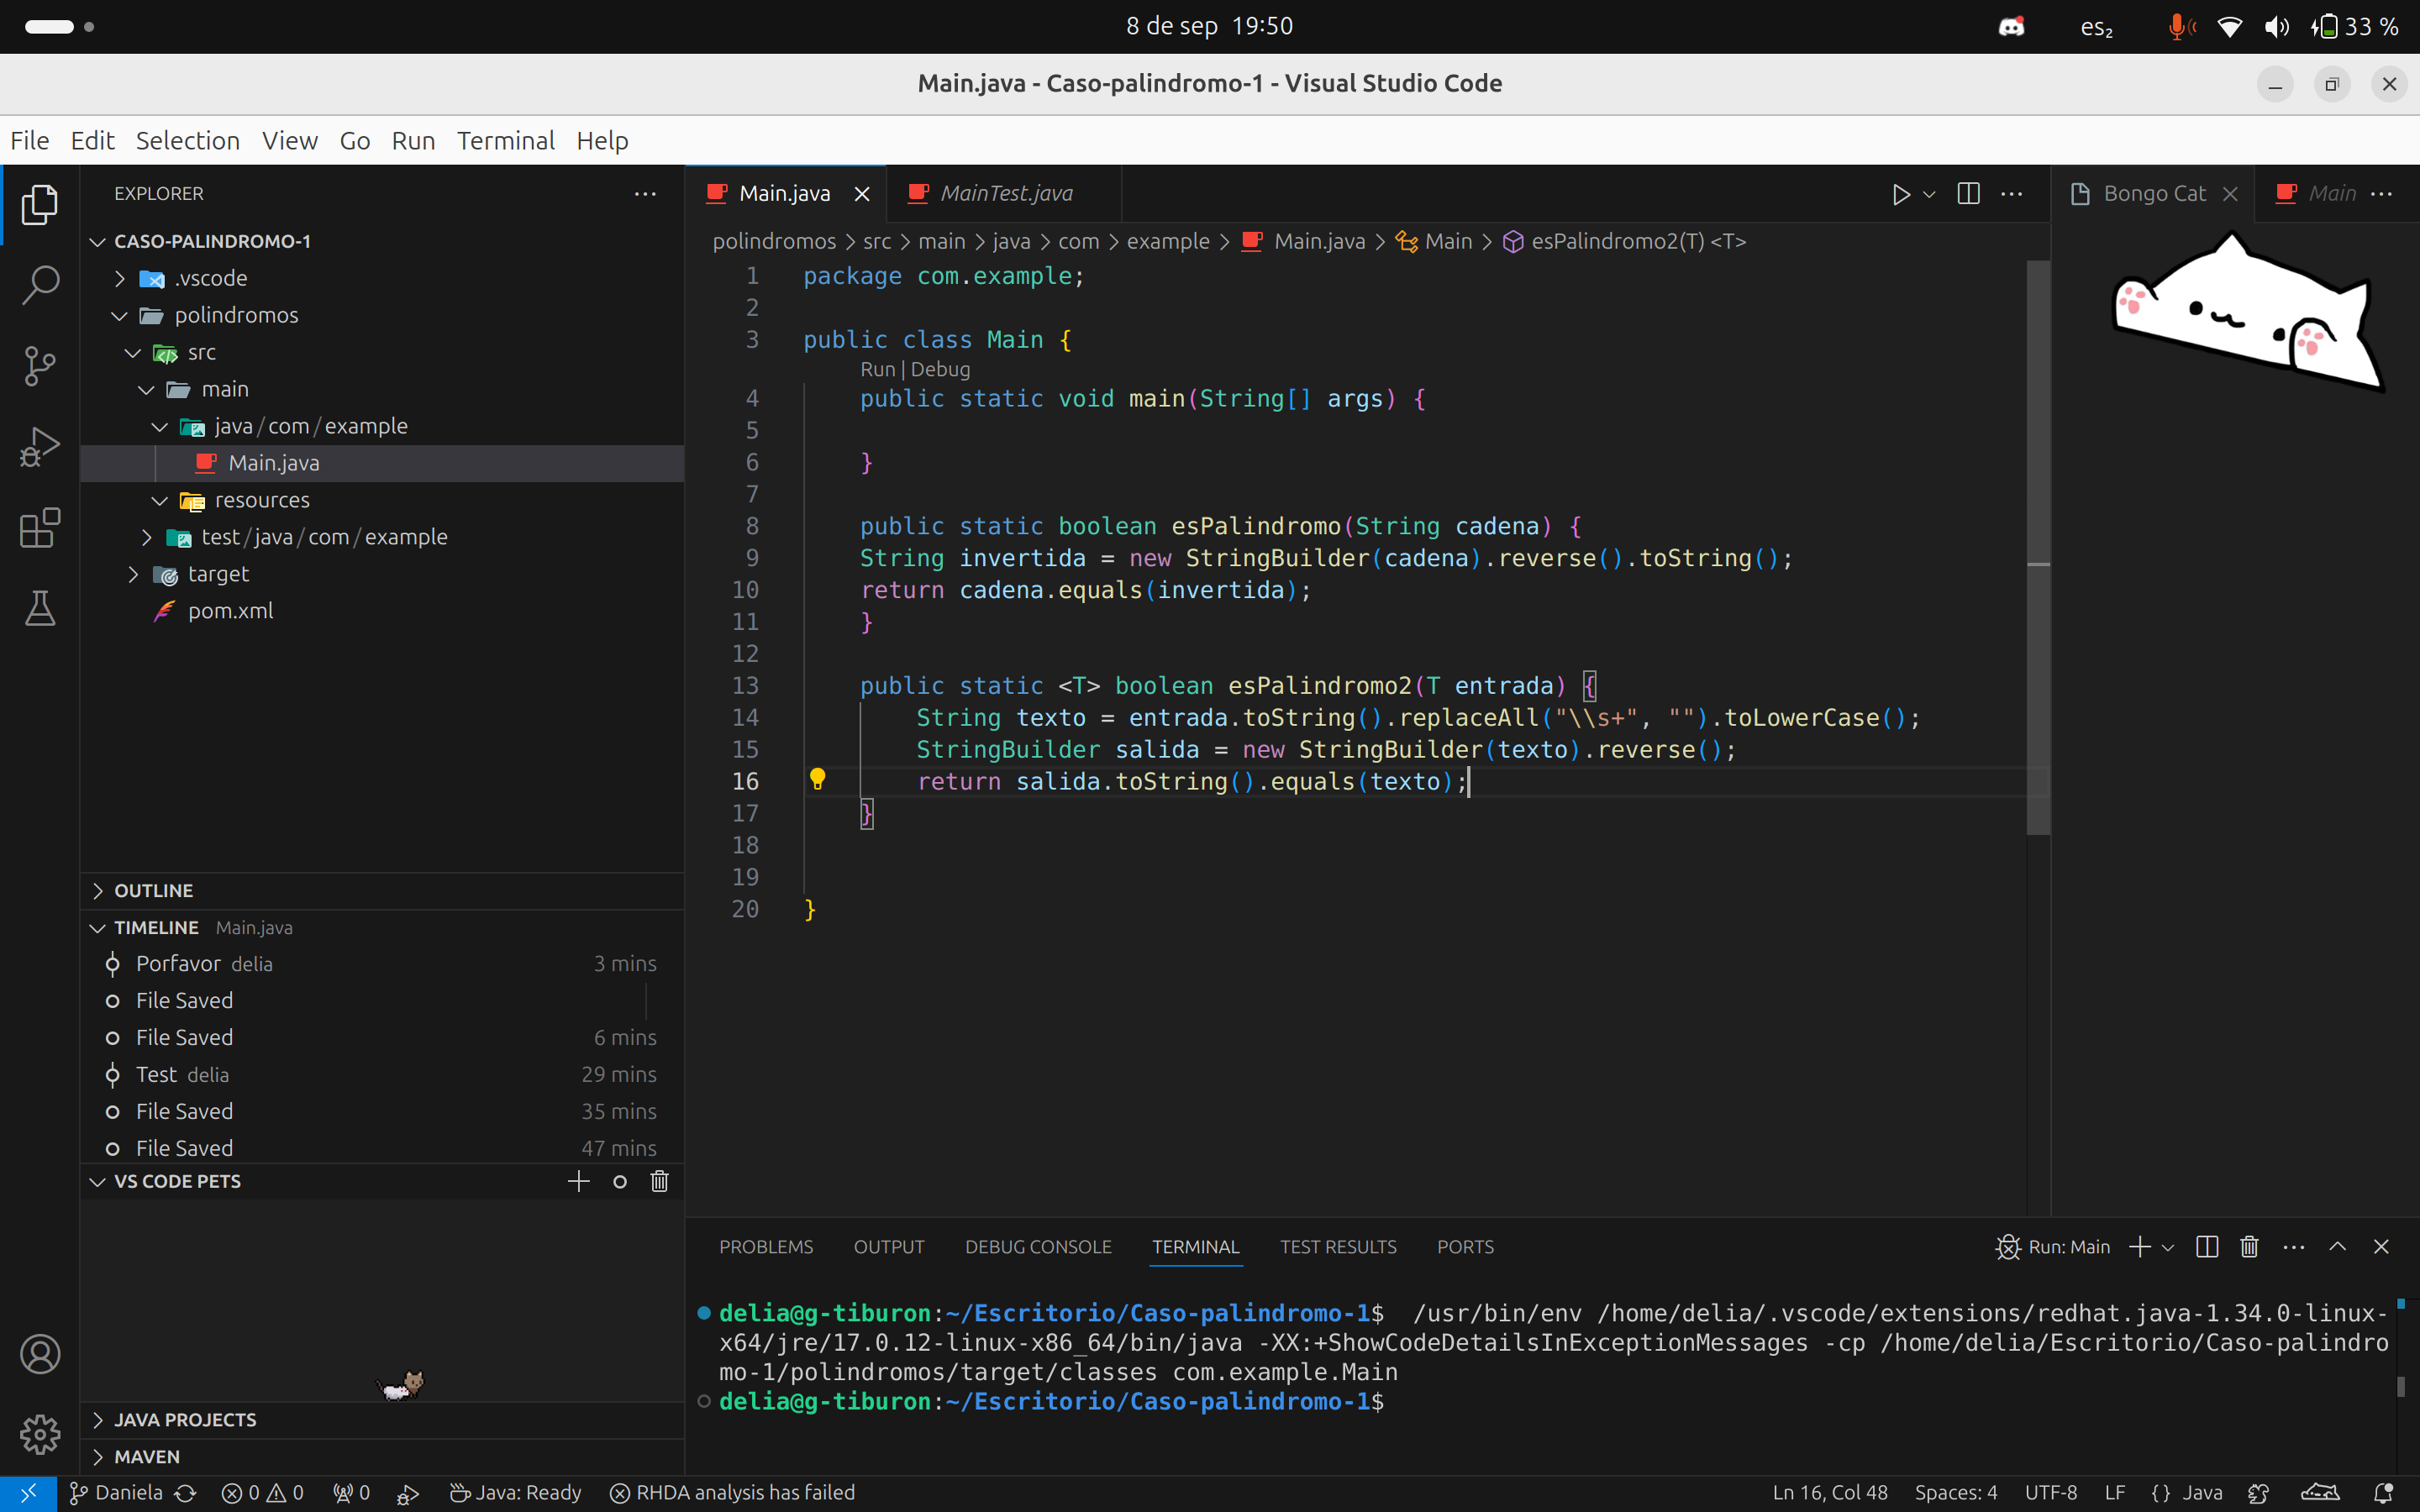 8 de sep 19:50
es₂
33 %
Main.java - Caso-palindromo-1 - Visual Studio Code
File Edit Selection View Go Run Terminal Help
EXPLORER
CASO-PALINDROMO-1
.vscode
polindromos
src
main
java/com/example
Main.java
resources
test/java/com/example
target
pom.xml
OUTLINE
TIMELINE Main.java
Porfavor delia 3 mins
File Saved
File Saved 6 mins
Test delia 29 mins
File Saved 35 mins
File Saved 47 mins
VS CODE PETS
JAVA PROJECTS
MAVEN
Main.java
MainTest.java
Bongo Cat
Main
polindromos > src > main > java > com > example > Main.java > Main > esPalindromo2(T) <T>
1 package com.example;
2
3 public class Main {
Run | Debug
4 public static void main(String[] args) {
5
6 }
7
8 public static boolean esPalindromo(String cadena) {
9 String invertida = new StringBuilder(cadena).reverse().toString();
10 return cadena.equals(invertida);
11 }
12
13 public static <T> boolean esPalindromo2(T entrada) {
14 String texto = entrada.toString().replaceAll("\\s+", "").toLowerCase();
15 StringBuilder salida = new StringBuilder(texto).reverse();
16 return salida.toString().equals(texto);
17 }
18
19
20 }
PROBLEMS OUTPUT DEBUG CONSOLE TERMINAL TEST RESULTS PORTS
Run: Main
delia@g-tiburon:~/Escritorio/Caso-palindromo-1$ /usr/bin/env /home/delia/.vscode/extensions/redhat.java-1.34.0-linux-
x64/jre/17.0.12-linux-x86_64/bin/java -XX:+ShowCodeDetailsInExceptionMessages -cp /home/delia/Escritorio/Caso-palindro
mo-1/polindromos/target/classes com.example.Main
delia@g-tiburon:~/Escritorio/Caso-palindromo-1$
Daniela 0 0 0 Java: Ready RHDA analysis has failed
Ln 16, Col 48 Spaces: 4 UTF-8 LF {} Java